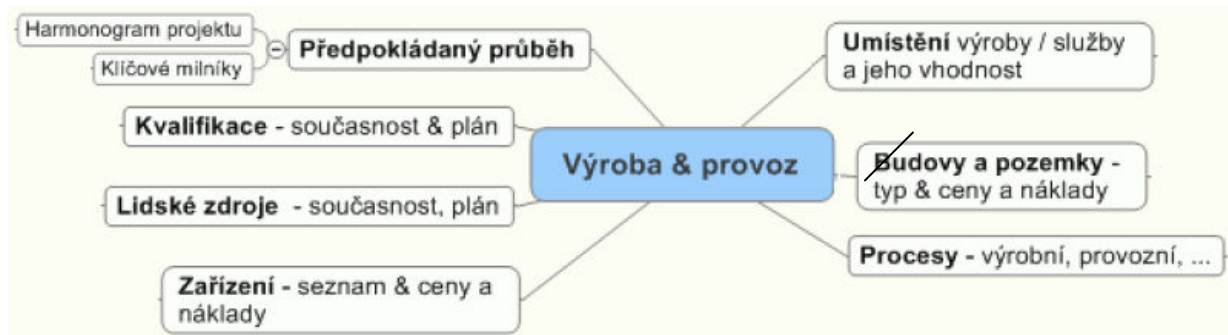 Harmonogram projektu
Klíčové milníky
Předpokládaný průběh
Kvalifikace - současnost & plán
Lidské zdroje - současnost, plán
Zařízení - seznam & ceny a
náklady
Výroba & provoz
Umístění výroby / služby
a jeho vhodnost
Budovy a pozemky -
typ & ceny a náklady
Procesy - výrobní, provozní, ...